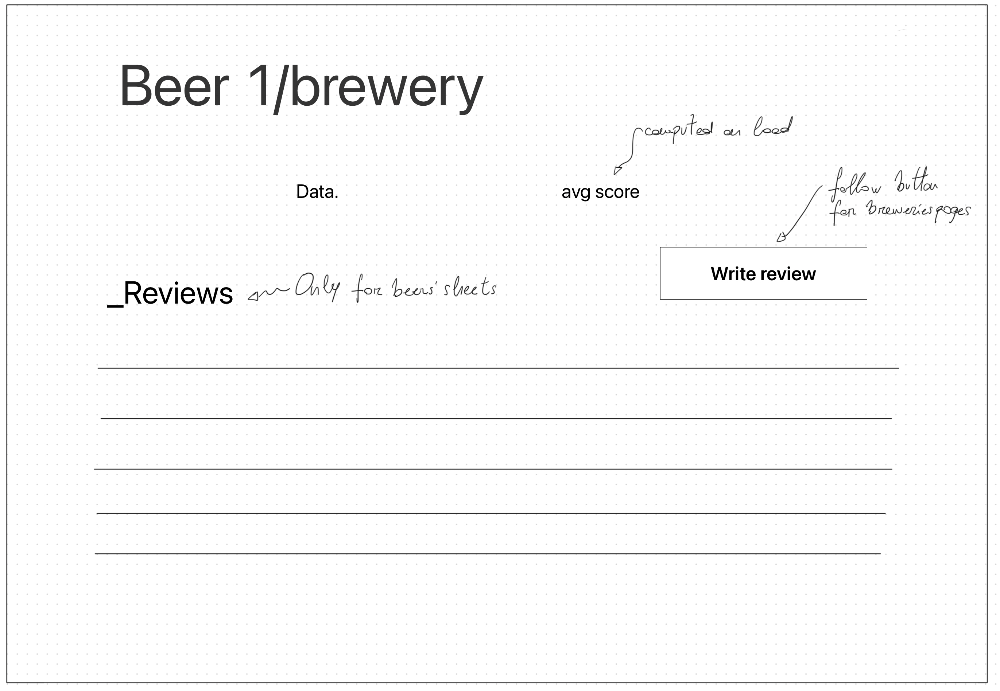 Beer 1/brewery
computed on load
Data.
avg score
follow button
for breweries pages
Write review
_Reviews
Only for beers' sheets